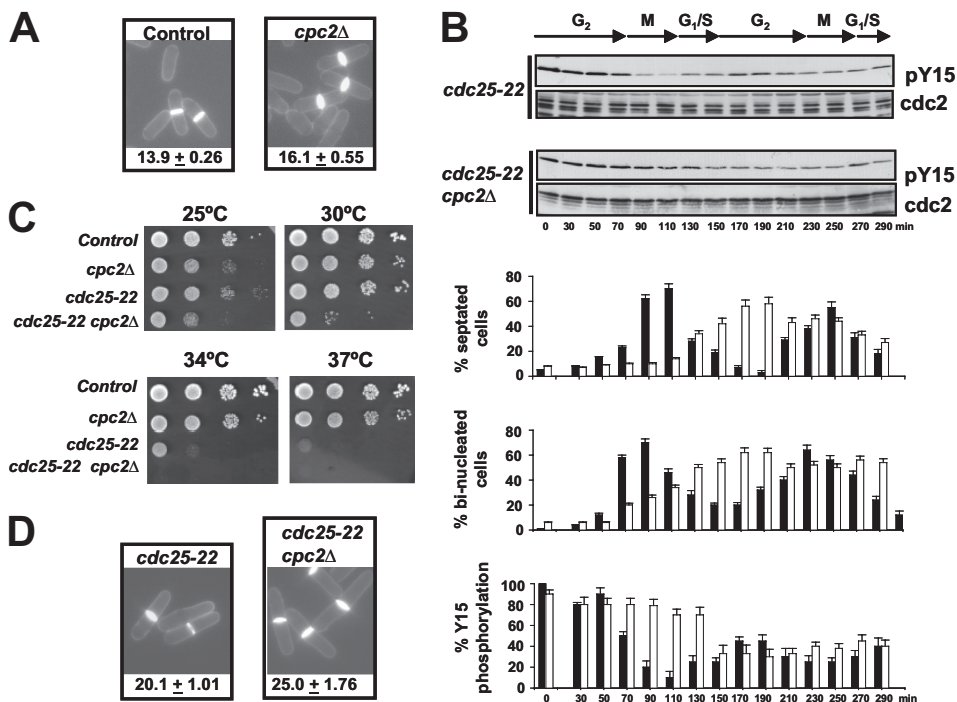 A
Control
cpc2Δ
13.9 ± 0.26
16.1 ± 0.55
B
G2 M G1/S G2 M G1/S
cdc25-22
pY15
cdc2
cdc25-22
cpc2Δ
pY15
cdc2
0 30 50 70 90 110 130 150 170 190 210 230 250 270 290 min
C
25ºC
30ºC
Control
cpc2Δ
cdc25-22
cdc25-22 cpc2Δ
34ºC
37ºC
Control
cpc2Δ
cdc25-22
cdc25-22 cpc2Δ
D
cdc25-22
cdc25-22
cpc2Δ
20.1 ± 1.01
25.0 ± 1.76
% septated
cells
80
60
40
20
0
% bi-nucleated
cells
80
60
40
20
0
% Y15
phosphorylation
100
80
60
40
20
0
0 30 50 70 90 110 130 150 170 190 210 230 250 270 290 min